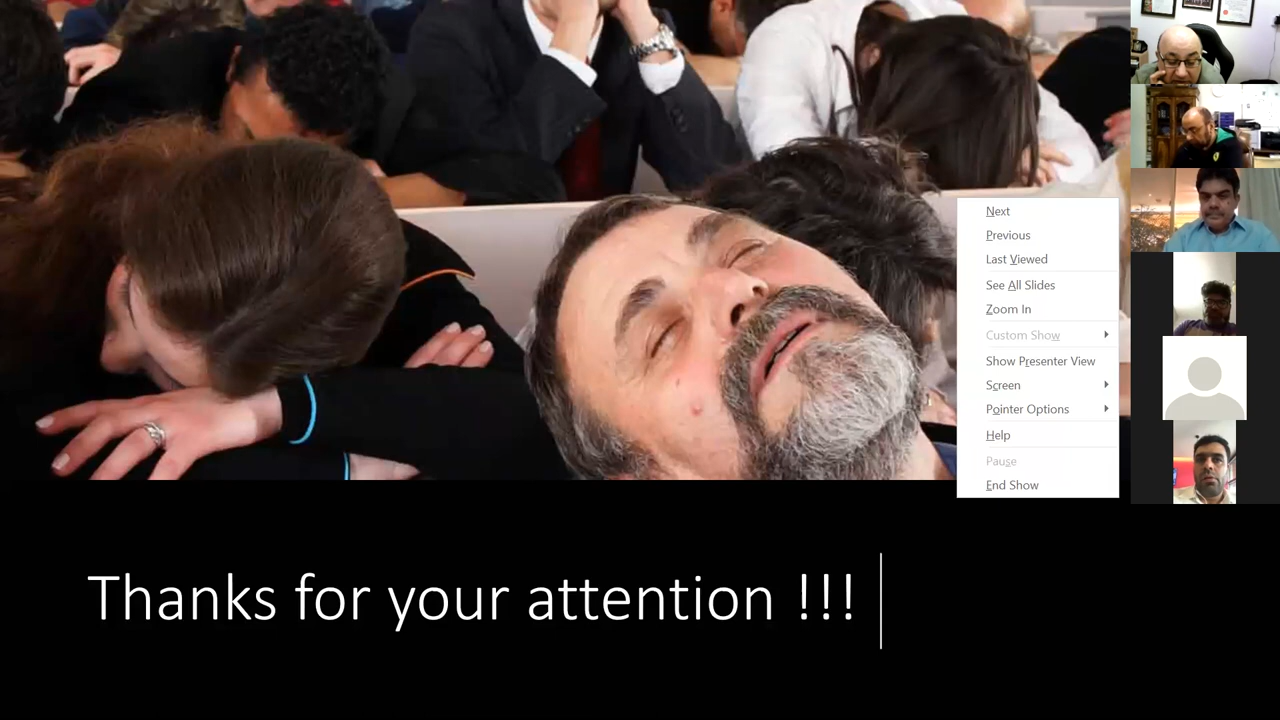 Next
Previous
Last Viewed
See All Slides
Zoom In
Custom Show
Show Presenter View
Screen
Pointer Options
Help
Pause
End Show
Thanks for your attention !!!